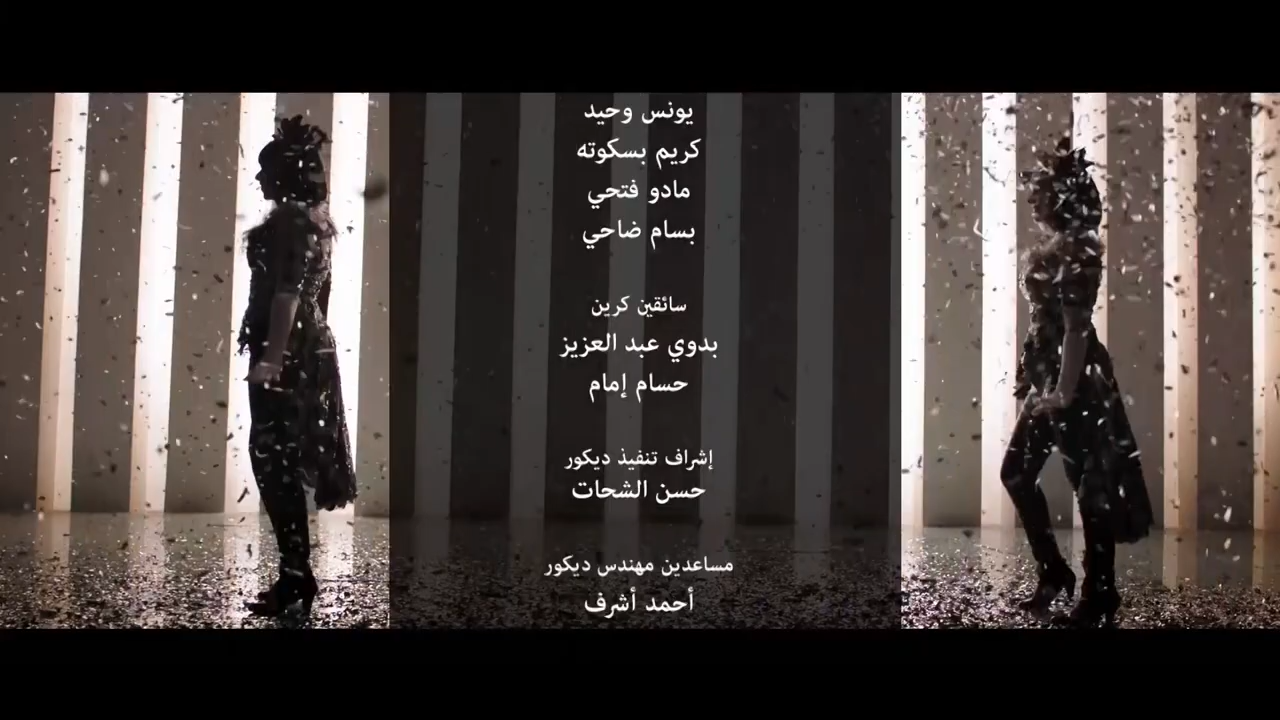 يونس وحيد
كريم بسكوته
مادو فتحي
بسام ضاحي
سائقين كرين
بدوي عبد العزيز
حسام إمام
إشراف تنفيذ ديكور
حسن الشحات
مساعدين مهندس ديكور
أحمد أشرف